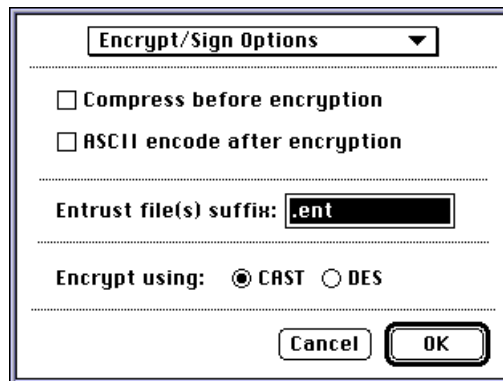 Encrypt/Sign Options
Compress before encryption
ASCII encode after encryption
Entrust file(s) suffix: .ent
Encrypt using: CAST DES
Cancel OK